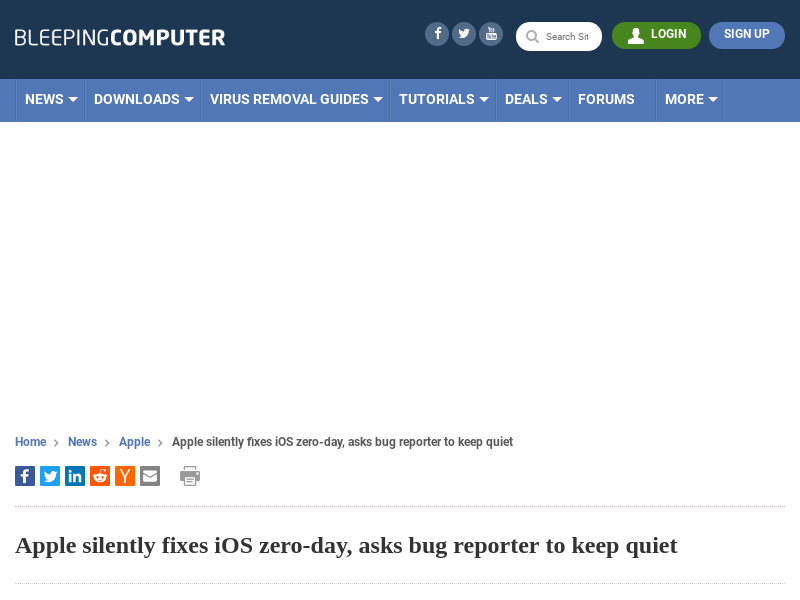 BLEEPINGCOMPUTER
Search Sit
LOGIN
SIGN UP
NEWS DOWNLOADS VIRUS REMOVAL GUIDES TUTORIALS DEALS FORUMS MORE
Home > News > Apple > Apple silently fixes iOS zero-day, asks bug reporter to keep quiet
Apple silently fixes iOS zero-day, asks bug reporter to keep quiet